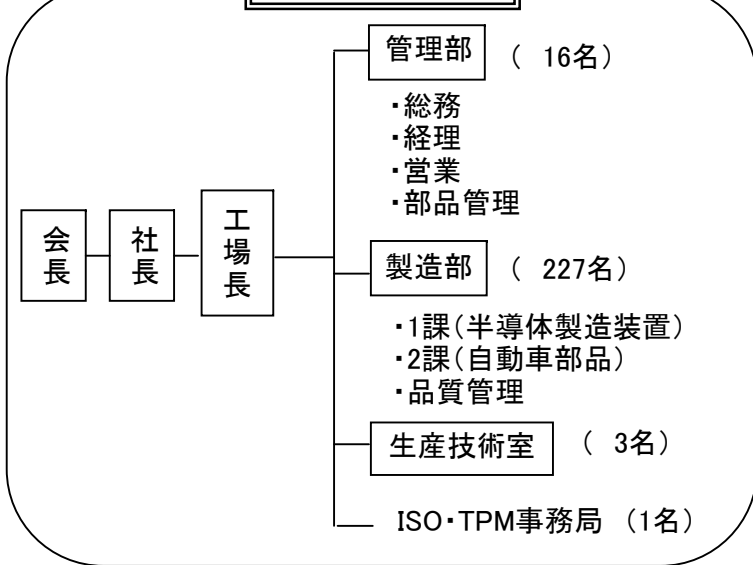 管理部 ( 16名)
・総務
・経理
・営業
・部品管理
会長
社長
工場長
製造部 ( 227名)
・1課(半導体製造装置)
・2課(自動車部品)
・品質管理
生産技術室 ( 3名)
ISO・TPM事務局 (1名)